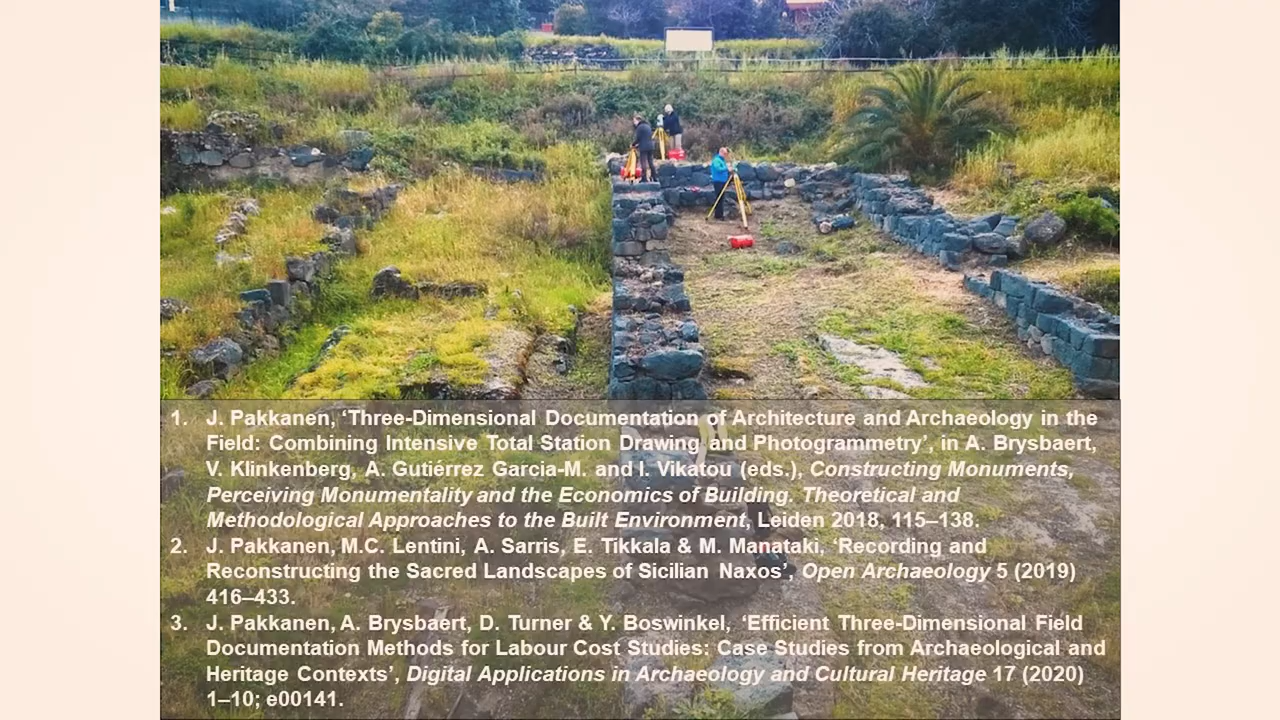 1. J. Pakkanen, ‘Three-Dimensional Documentation of Architecture and Archaeology in the
Field: Combining Intensive Total Station Drawing and Photogrammetry’, in A. Brysbaert,
V. Klinkenberg, A. Gutiérrez Garcia-M. and I. Vikatou (eds.), Constructing Monuments,
Perceiving Monumentality and the Economics of Building. Theoretical and
Methodological Approaches to the Built Environment, Leiden 2018, 115–138.
2. J. Pakkanen, M.C. Lentini, A. Sarris, E. Tikkala & M. Manataki, ‘Recording and
Reconstructing the Sacred Landscapes of Sicilian Naxos’, Open Archaeology 5 (2019)
416–433.
3. J. Pakkanen, A. Brysbaert, D. Turner & Y. Boswinkel, ‘Efficient Three-Dimensional Field
Documentation Methods for Labour Cost Studies: Case Studies from Archaeological and
Heritage Contexts’, Digital Applications in Archaeology and Cultural Heritage 17 (2020)
1–10; e00141.